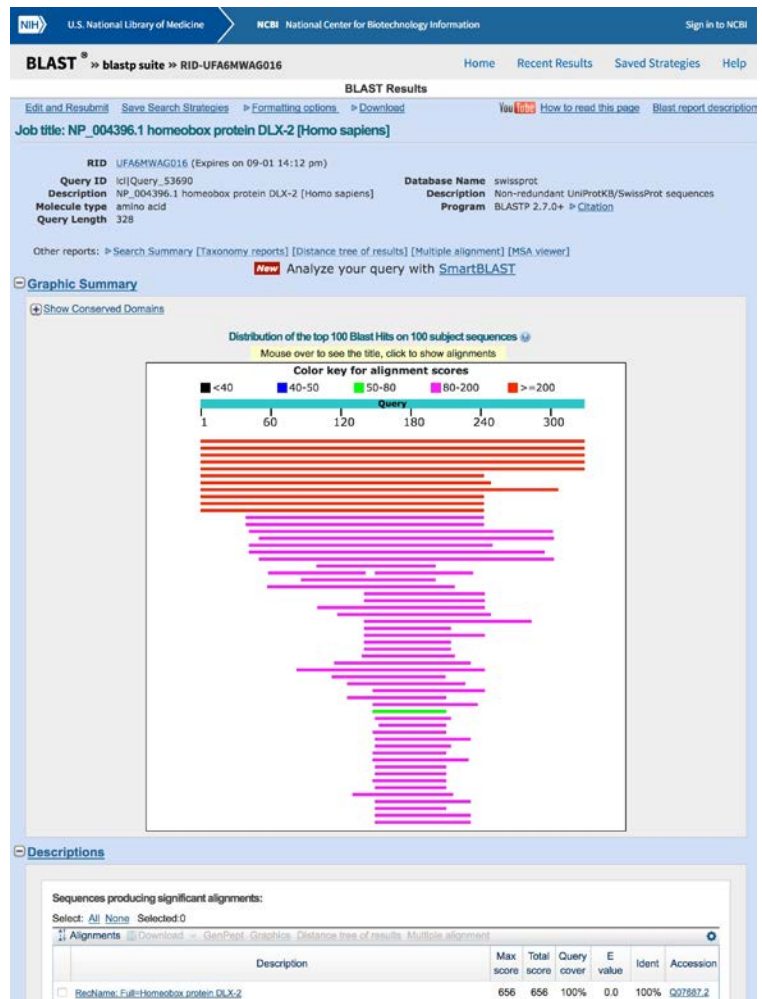 NIH U.S. National Library of Medicine NCBI National Center for Biotechnology Information Sign in to NCBI
BLAST ® » blastp suite » RID-UFA6MWAG016 Home Recent Results Saved Strategies Help
BLAST Results
Edit and Resubmit Save Search Strategies Formatting options Download YouTube How to read this page Blast report description
Job title: NP_004396.1 homeobox protein DLX-2 [Homo sapiens]
RID UFA6MWAG016 (Expires on 09-01 14:12 pm)
Query ID lcl|Query_53690 Database Name swissprot
Description NP_004396.1 homeobox protein DLX-2 [Homo sapiens] Description Non-redundant UniProtKB/SwissProt sequences
Molecule type amino acid Program BLASTP 2.7.0+ Citation
Query Length 328
Other reports: Search Summary [Taxonomy reports] [Distance tree of results] [Multiple alignment] [MSA viewer]
New Analyze your query with SmartBLAST
Graphic Summary
Show Conserved Domains
Distribution of the top 100 Blast Hits on 100 subject sequences
Mouse over to see the title, click to show alignments
Color key for alignment scores
<40 40-50 50-80 80-200 >=200
Query
1 60 120 180 240 300
Descriptions
Sequences producing significant alignments:
Select: All None Selected:0
Alignments Download GenPept Graphics Distance tree of results Multiple alignment
Description Max score Total score Query cover E value Ident Accession
RecName: Full=Homeobox protein DLX-2 656 656 100% 0.0 100% Q07687.2